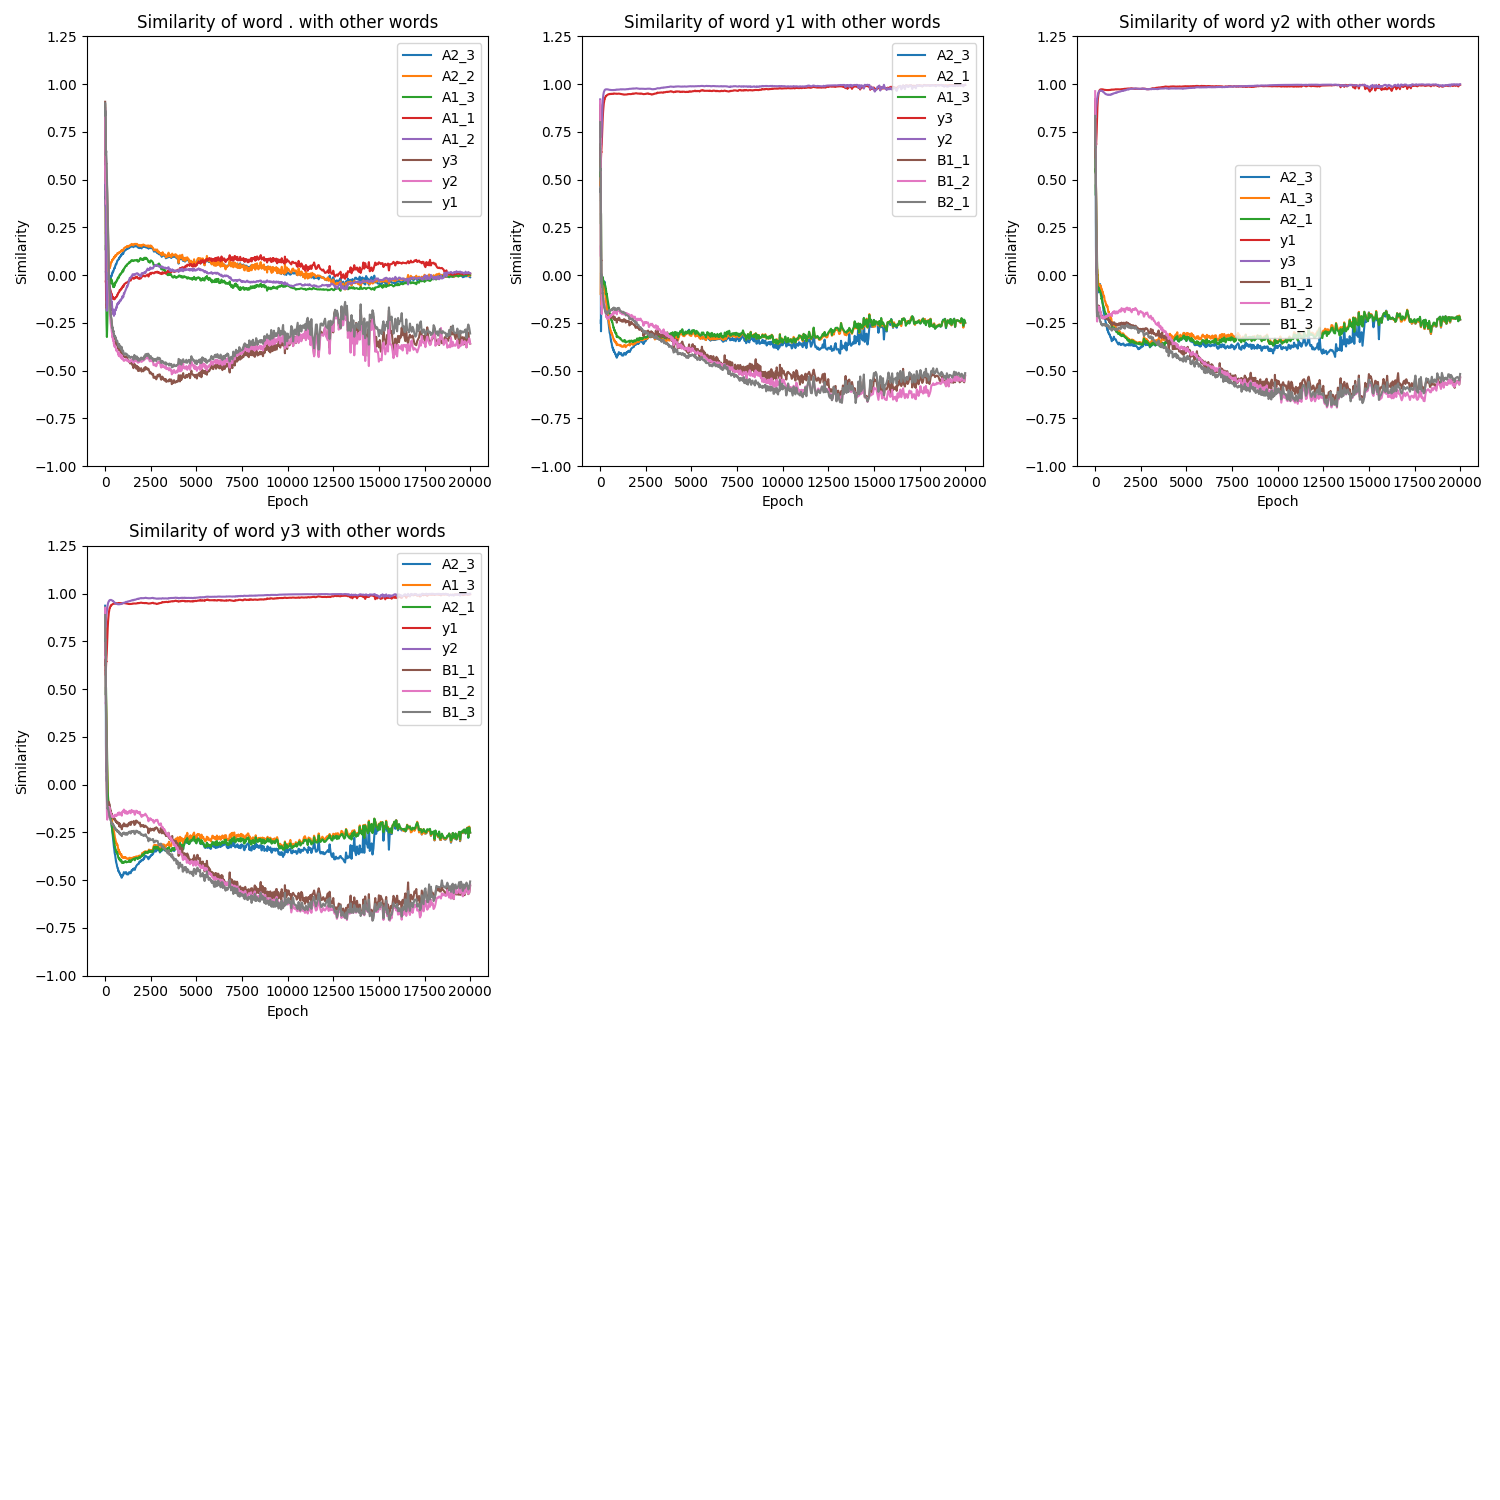 Similarity of word . with other words
1.25
1.00
0.75
0.50
0.25
0.00
−0.25
−0.50
−0.75
−1.00
Similarity
0 2500 5000 7500 10000 12500 15000 17500 20000
Epoch
A2_3
A2_2
A1_3
A1_1
A1_2
y3
y2
y1
Similarity of word y1 with other words
1.25
1.00
0.75
0.50
0.25
0.00
−0.25
−0.50
−0.75
−1.00
Similarity
0 2500 5000 7500 10000 12500 15000 17500 20000
Epoch
A2_3
A2_1
A1_3
y3
y2
B1_1
B1_2
B2_1
Similarity of word y2 with other words
1.25
1.00
0.75
0.50
0.25
0.00
−0.25
−0.50
−0.75
−1.00
Similarity
0 2500 5000 7500 10000 12500 15000 17500 20000
Epoch
A2_3
A1_3
A2_1
y1
y3
B1_1
B1_2
B1_3
Similarity of word y3 with other words
1.25
1.00
0.75
0.50
0.25
0.00
−0.25
−0.50
−0.75
−1.00
Similarity
0 2500 5000 7500 10000 12500 15000 17500 20000
Epoch
A2_3
A1_3
A2_1
y1
y2
B1_1
B1_2
B1_3